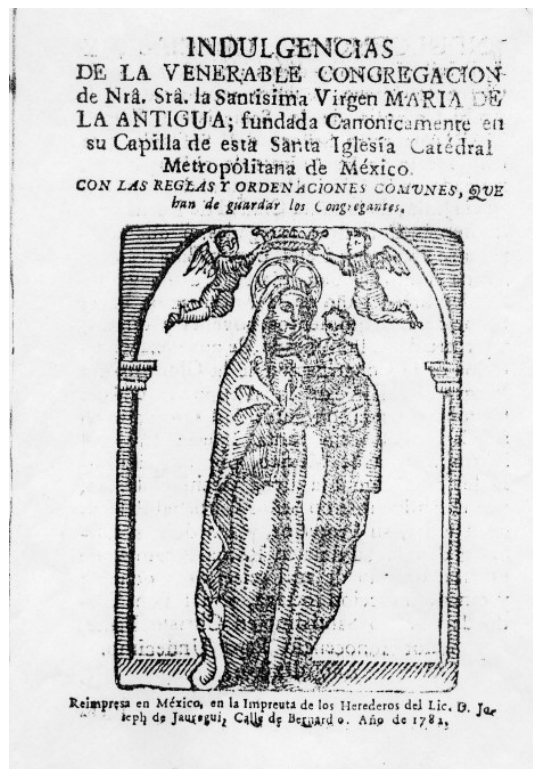 INDULGENCIAS
DE LA VENERABLE CONGREGACION
de Nrâ. Srâ. la Santisima Virgen MARIA DE
LA ANTIGUA; fundada Canonicamente en
su Capilla de esta Santa Iglesia Catedral
Metropolitana de México.
CON LAS REGLAS Y ORDENACIONES COMUNES, QUE
han de guardar los Congregantes.
Reimpresa en México, en la Impreuta de los Herederos del Lic. D. Jo-
seph de Jauregui, Calle de Bernardo. Año de 1782.